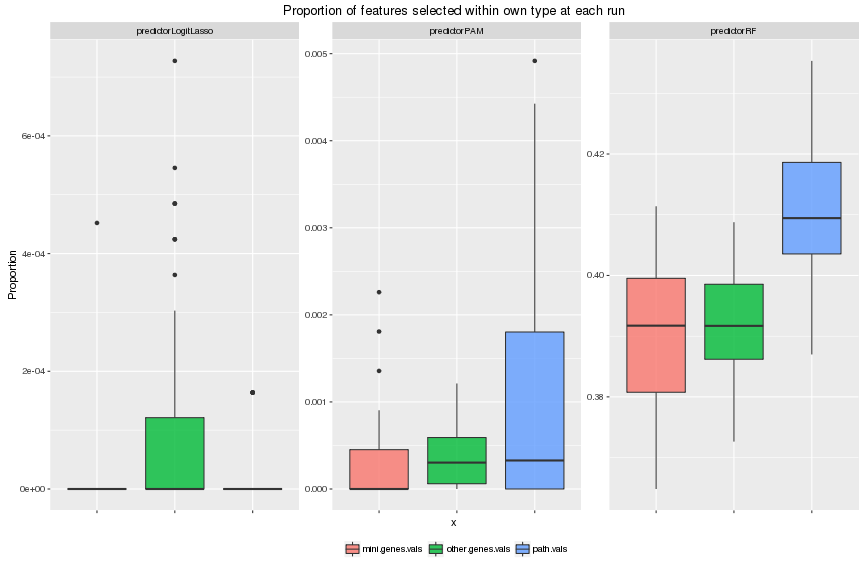 Proportion of features selected within own type at each run
predictorLogitLasso
predictorPAM
predictorRF
Proportion
6e-04
4e-04
2e-04
0e+00
0.005
0.004
0.003
0.002
0.001
0.000
0.42
0.40
0.38
x
mini.genes.vals
other.genes.vals
path.vals